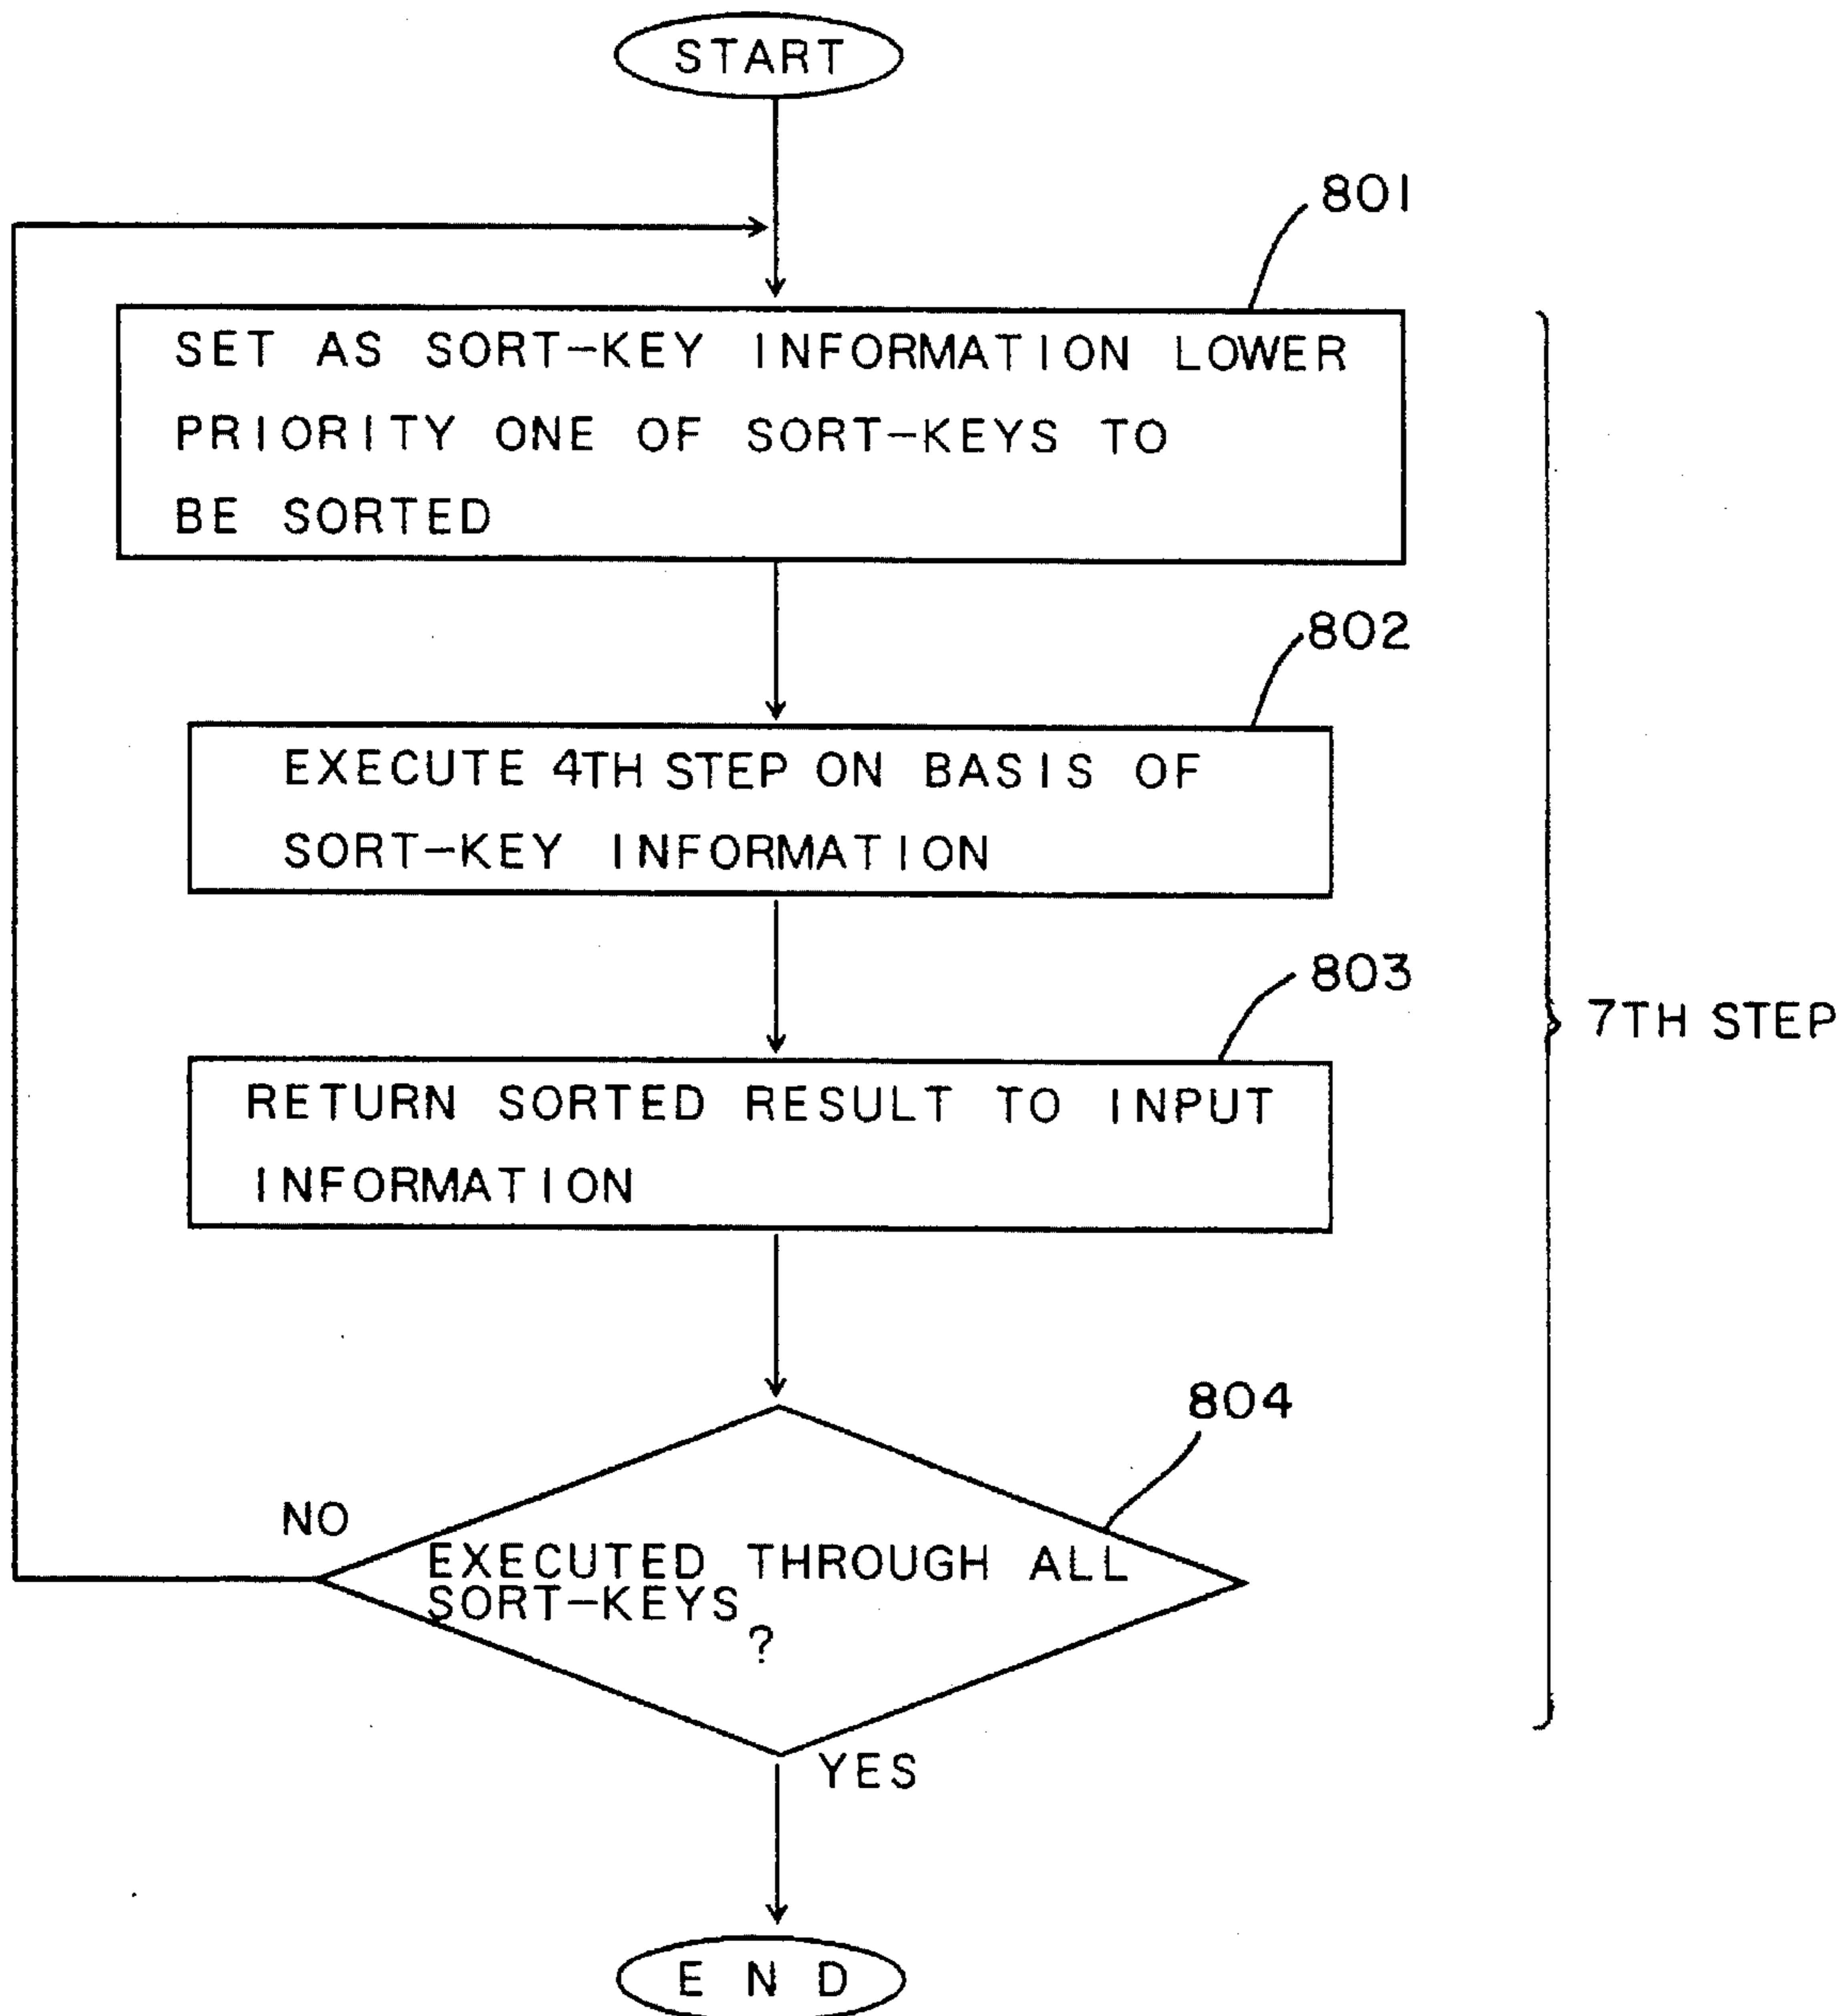 START
801
SET AS SORT-KEY INFORMATION LOWER
PRIORITY ONE OF SORT-KEYS TO
BE SORTED
802
EXECUTE 4TH STEP ON BASIS OF
SORT-KEY INFORMATION
803
RETURN SORTED RESULT TO INPUT
INFORMATION
7TH STEP
804
NO
EXECUTED THROUGH ALL
SORT-KEYS
?
YES
END